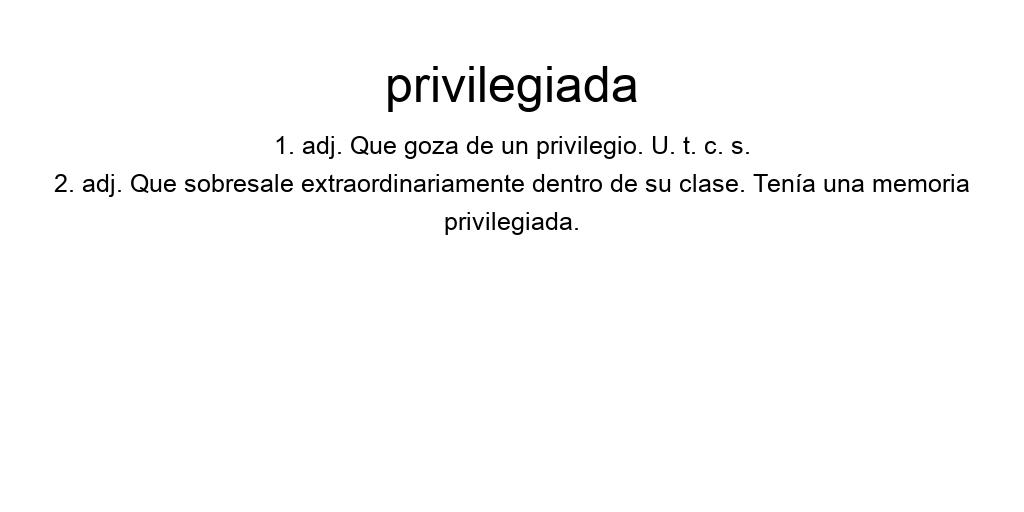 privilegiada
1. adj. Que goza de un privilegio. U. t. c. s.
2. adj. Que sobresale extraordinariamente dentro de su clase. Tenía una memoria
privilegiada.